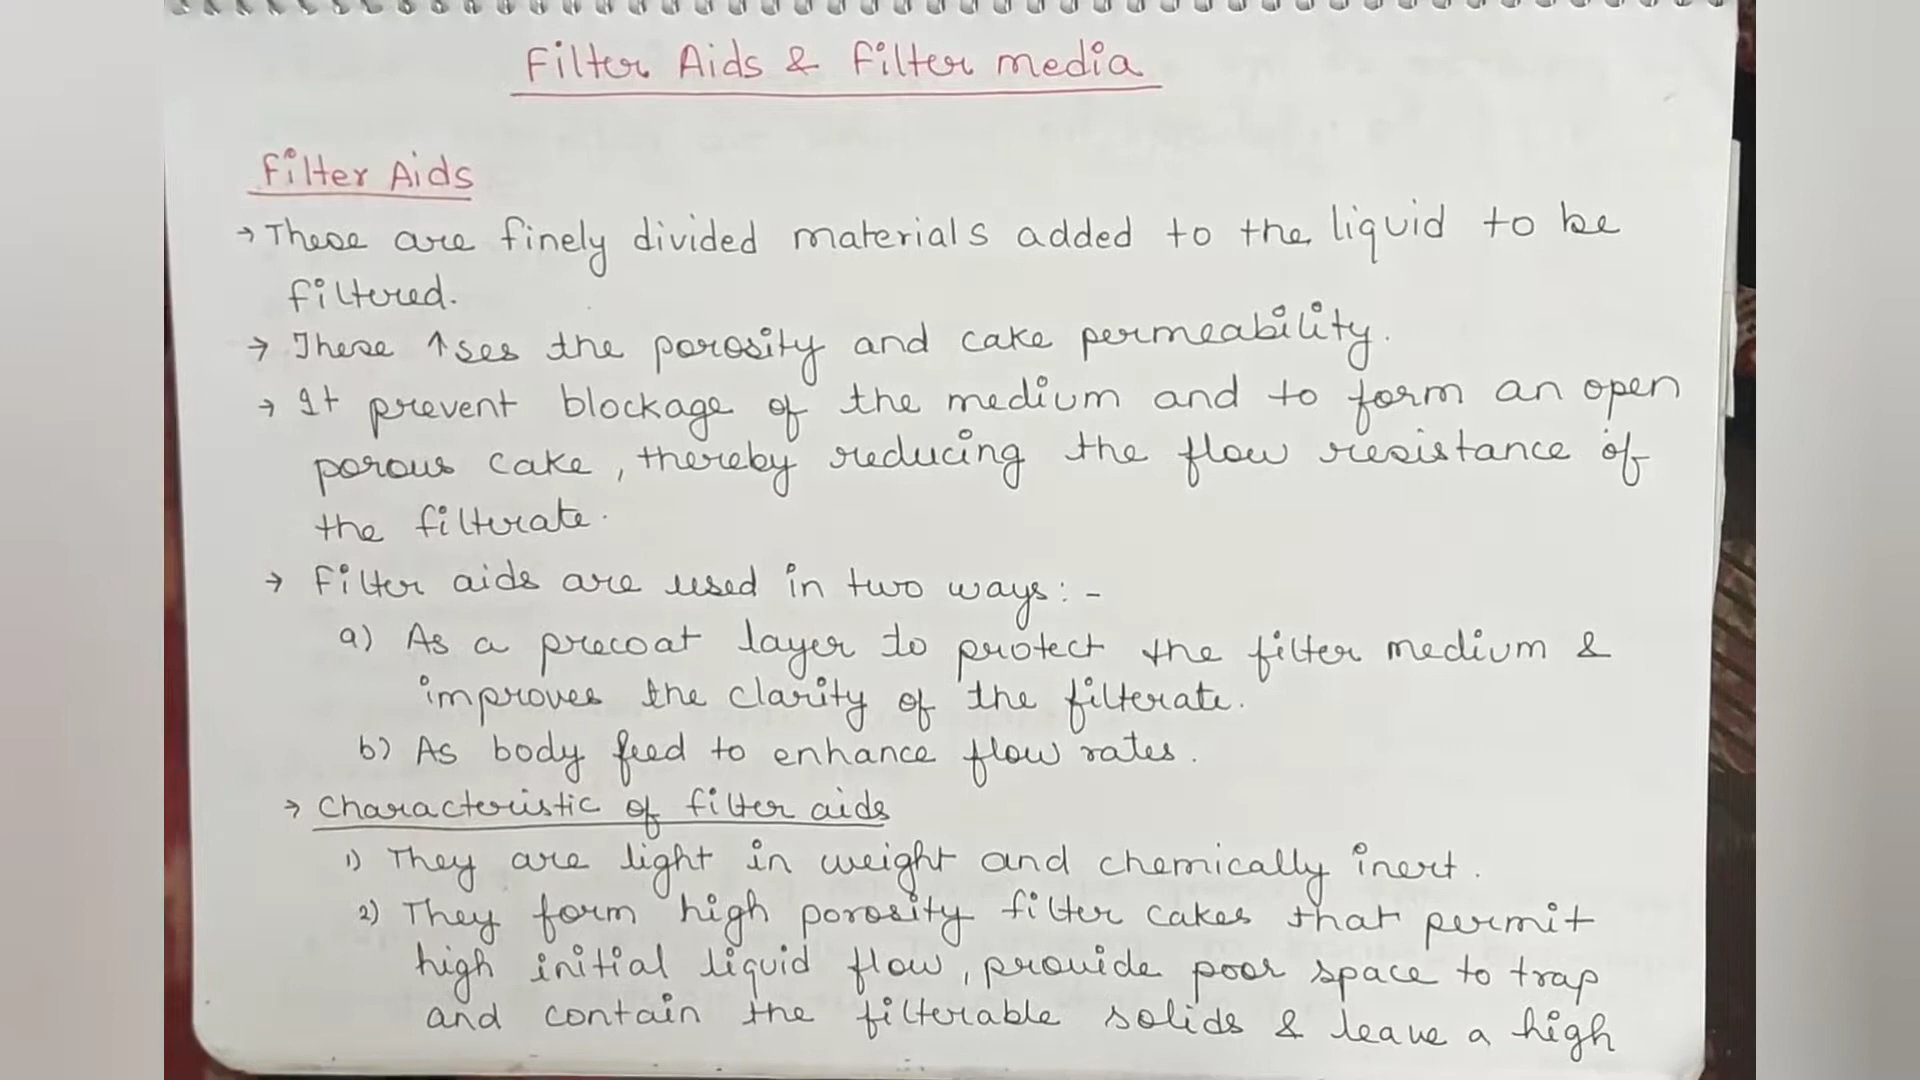 Filter Aids & Filter media
Filter Aids
→ These are finely divided materials added to the liquid to be
filtered.
→ These ↑ses the porosity and cake permeability.
→ It prevent blockage of the medium and to form an open
porous cake, thereby reducing the flow resistance of
the filterate.
→ Filter aids are used in two ways:-
a) As a precoat layer to protect the filter medium &
improves the clarity of the filterate.
b) As body feed to enhance flow rates.
→ Characteristic of filter aids
1) They are light in weight and chemically inert.
2) They form high porosity filter cakes that permit
high initial liquid flow, provide poor space to trap
and contain the filterable solids & leave a high